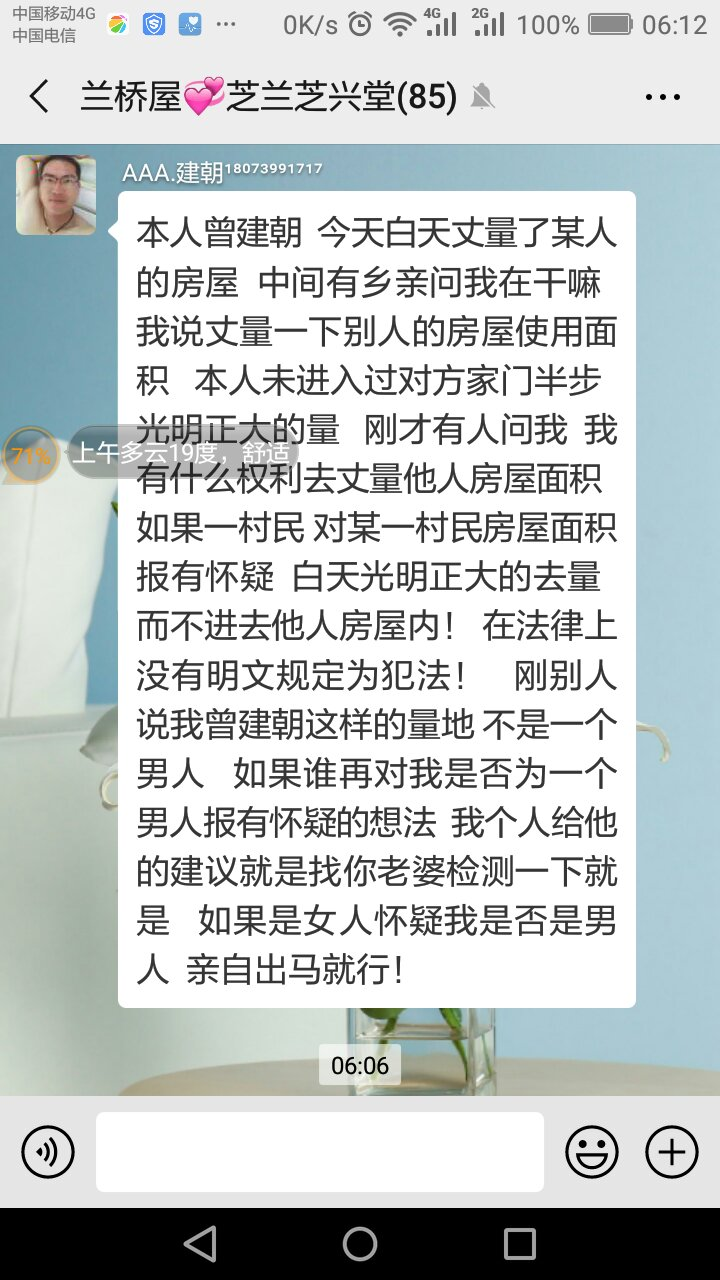 中国移动4G
中国电信
0K/s 4G 2G 100% 06:12
兰桥屋💞芝兰芝兴堂(85)
AAA.建朝18073991717
本人曾建朝 今天白天丈量了某人
的房屋 中间有乡亲问我在干嘛
我说丈量一下别人的房屋使用面
积 本人未进入过对方家门半步
光明正大的量 刚才有人问我 我
71% 上午多云19度，舒适
有什么权利去丈量他人房屋面积
如果一村民 对某一村民房屋面积
报有怀疑 白天光明正大的去量
而不进去他人房屋内！ 在法律上
没有明文规定为犯法！ 刚别人
说我曾建朝这样的量地 不是一个
男人 如果谁再对我是否为一个
男人报有怀疑的想法 我个人给他
的建议就是找你老婆检测一下就
是 如果是女人怀疑我是否是男
人 亲自出马就行！
06:06